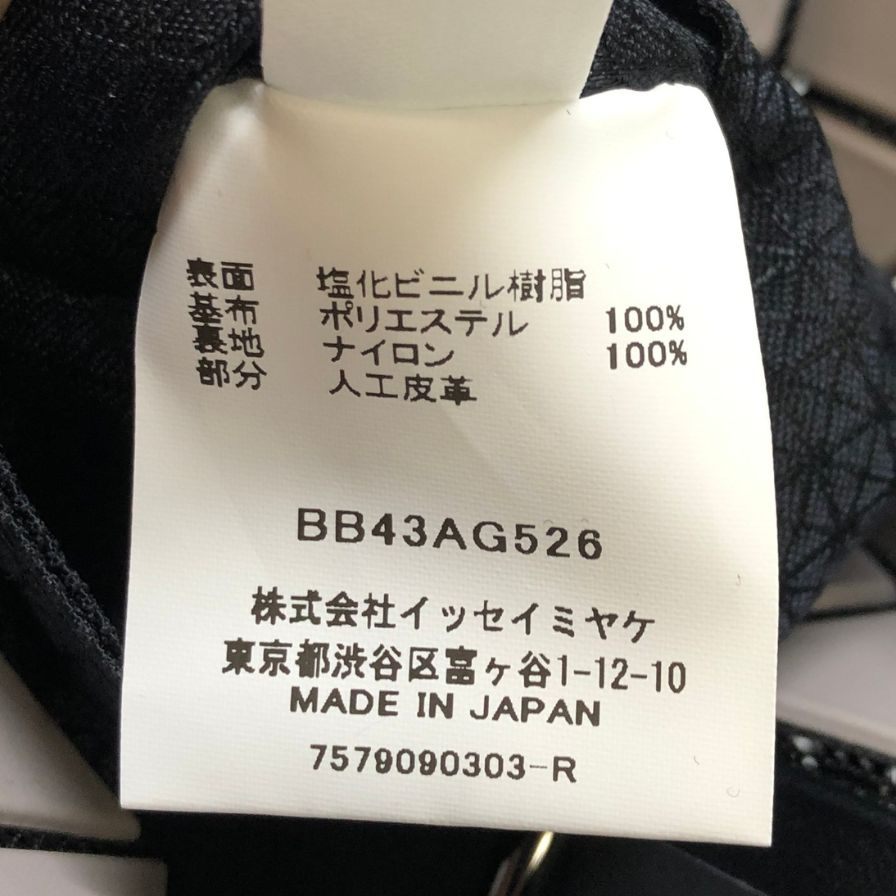 表面 塩化ビニル樹脂
基布 ポリエステル 100%
裏地 ナイロン 100%
部分 人工皮革
BB43AG526
株式会社イッセイミヤケ
東京都渋谷区富ヶ谷1-12-10
MADE IN JAPAN
7579090303-R